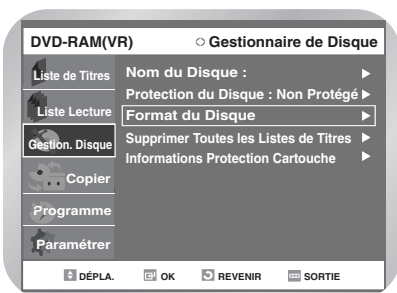 DVD-RAM(VR) Gestionnaire de Disque
Liste de Titres
Liste Lecture
Gestion. Disque
Copier
Programme
Paramétrer
Nom du Disque :
Protection du Disque : Non Protégé
Format du Disque
Supprimer Toutes les Listes de Titres
Informations Protection Cartouche
DÉPLA. OK REVENIR SORTIE